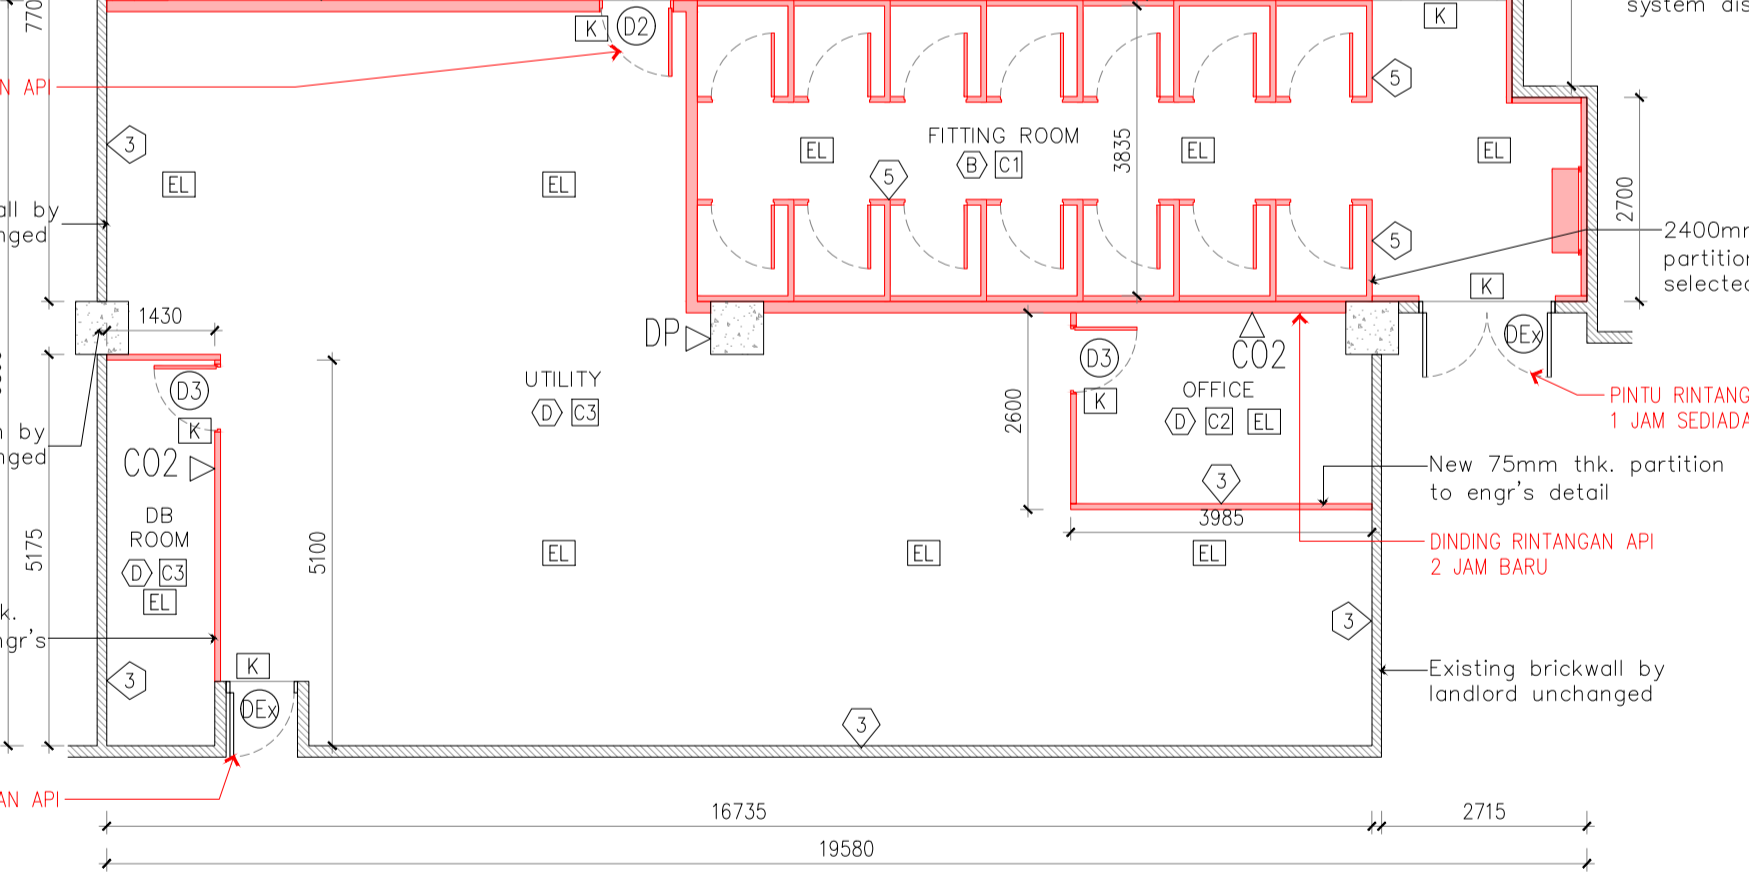 770
K
D2
K
system dis
AN API
5
3
FITTING ROOM
3835
EL
EL
EL
B
C1
EL
EL
5
2700
all by
nged
5
2400mm
partition
selected
K
1430
DP
CO2
DEx
D3
UTILITY
D3
OFFICE
2600
D
C3
K
D
C2
EL
PINTU RINTANG
1 JAM SEDIADA
K
n by
nged
CO2
3
New 75mm thk. partition
to engr's detail
DB
ROOM
3985
5175
5100
EL
EL
EL
DINDING RINTANGAN API
2 JAM BARU
D
C3
EL
k.
ngr's
3
K
3
Existing brickwall by
landlord unchanged
DEx
3
AN API
16735
2715
19580